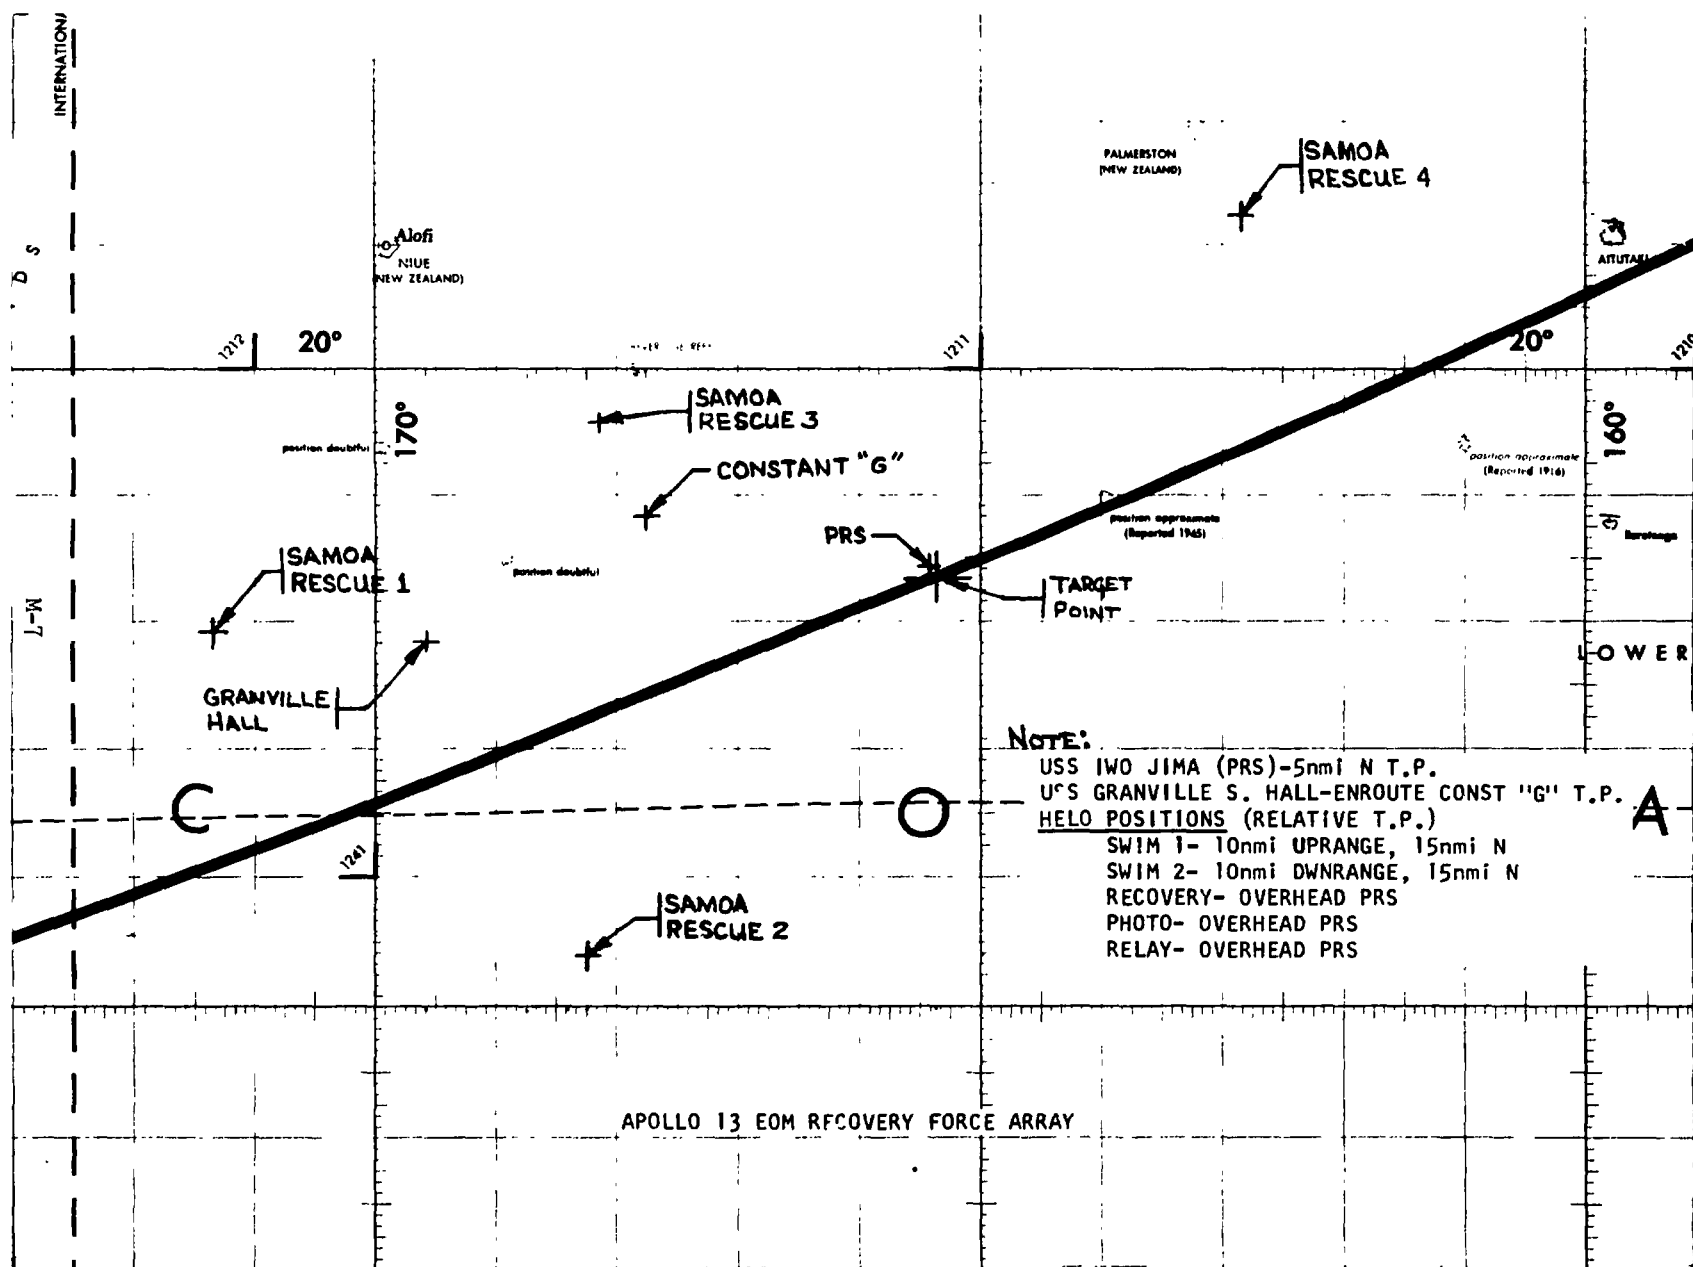 INTERNATION
PALMERSTON
(NEW ZEALAND)
SAMOA
RESCUE 4
S
D
Alofi
NIUE
(NEW ZEALAND)
AITUTAKI
1212
20°
1211
20°
1210
170°
SAMOA
RESCUE 3
160°
position doubtful
CONSTANT "G"
position approximate
(Reported 1916)
position approximate
(Reported 1945)
PRS
Rarotonga
SAMOA
RESCUE 1
position doubtful
TARGET
POINT
M-7
LOWER
GRANVILLE
HALL
NOTE:
USS IWO JIMA (PRS)-5nmi N T.P.
USS GRANVILLE S. HALL-ENROUTE CONST "G" T.P.
HELO POSITIONS (RELATIVE T.P.)
SWIM 1- 10nmi UPRANGE, 15nmi N
SWIM 2- 10nmi DWNRANGE, 15nmi N
RECOVERY- OVERHEAD PRS
PHOTO- OVERHEAD PRS
RELAY- OVERHEAD PRS
C O A
1241
SAMOA
RESCUE 2
APOLLO 13 EOM RECOVERY FORCE ARRAY